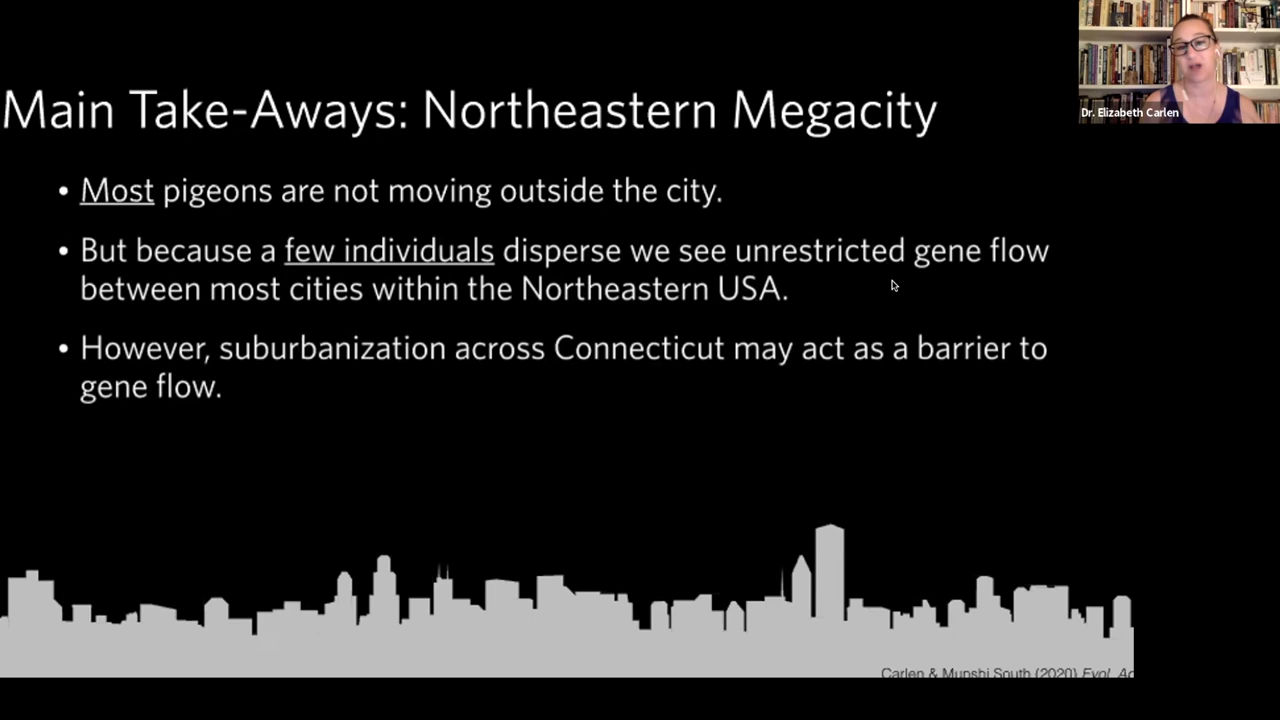 Main Take-Aways: Northeastern Megacity
Dr. Elizabeth Carlen
• Most pigeons are not moving outside the city.
• But because a few individuals disperse we see unrestricted gene flow
between most cities within the Northeastern USA.
• However, suburbanization across Connecticut may act as a barrier to
gene flow.
Carlen & Munshi South (2020) Evol. Ac